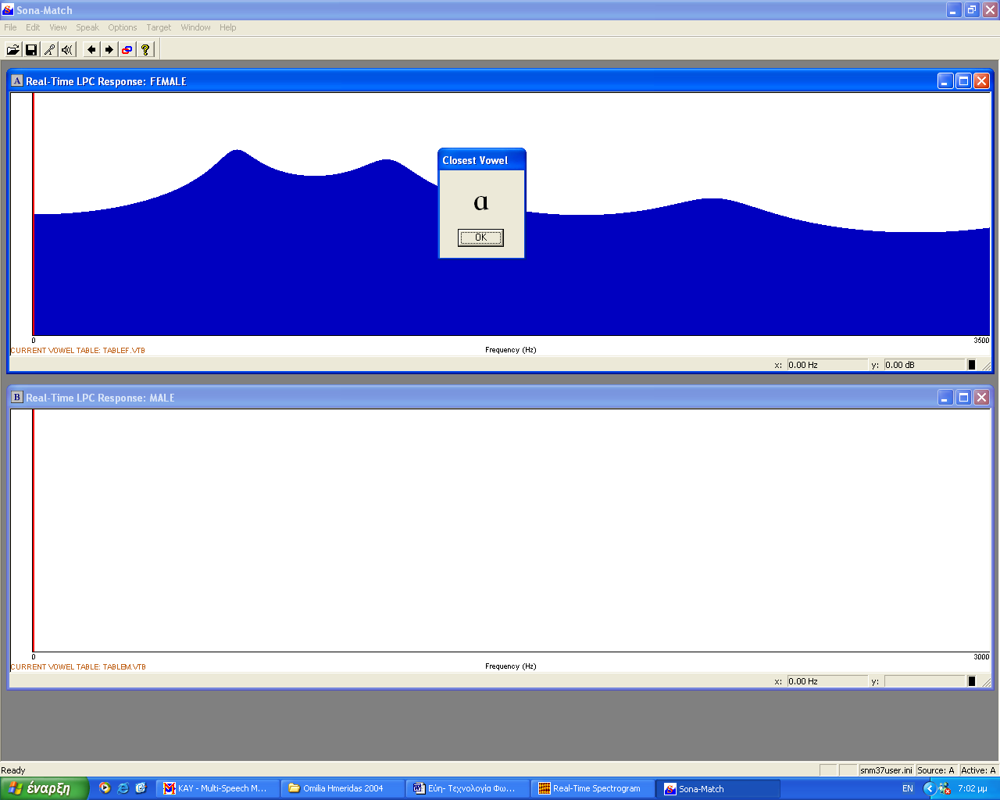 Sona-Match
File Edit View Speak Options Target Window Help
A Real-Time LPC Response: FEMALE
Closest Vowel
ɑ
OK
0 3500
Frequency (Hz)
CURRENT VOWEL TABLE: TABLEF.VTB
x: 0.00 Hz y: 0.00 dB
B Real-Time LPC Response: MALE
0 3000
Frequency (Hz)
CURRENT VOWEL TABLE: TABLEM.VTB
x: 0.00 Hz y:
Ready snm37user.ini Source: A Active: A
έναρξη KAY - Multi-Speech M... Omilia Hmeridas 2004 Εύη- Τεχνολογία Φω... Real-Time Spectrogram Sona-Match EN 7:02 μμ